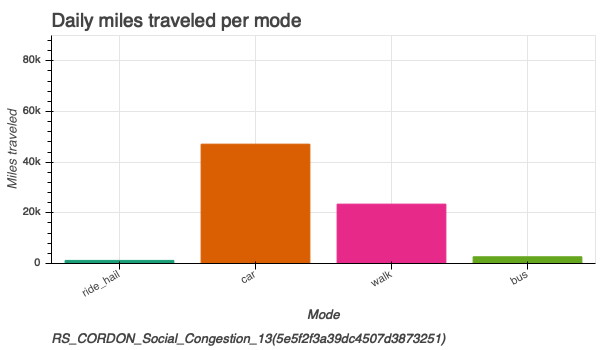 Daily miles traveled per mode
80k
60k
40k
20k
0
Miles traveled
ride_hail
car
walk
bus
Mode
RS_CORDON_Social_Congestion_13(5e5f2f3a39dc4507d3873251)